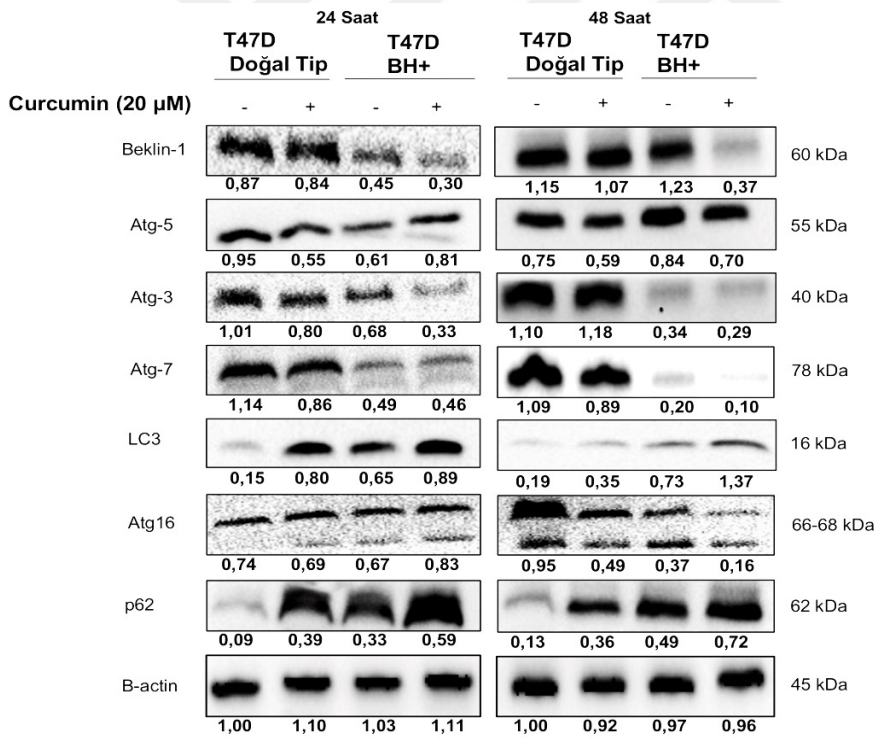 24 Saat 48 Saat
T47D Doğal Tip T47D BH+ T47D Doğal Tip T47D BH+
Curcumin (20 µM) - + - + - + - +
Beklin-1 60 kDa
0,87 0,84 0,45 0,30 1,15 1,07 1,23 0,37
Atg-5 55 kDa
0,95 0,55 0,61 0,81 0,75 0,59 0,84 0,70
Atg-3 40 kDa
1,01 0,80 0,68 0,33 1,10 1,18 0,34 0,29
Atg-7 78 kDa
1,14 0,86 0,49 0,46 1,09 0,89 0,20 0,10
LC3 16 kDa
0,15 0,80 0,65 0,89 0,19 0,35 0,73 1,37
Atg16 66-68 kDa
0,74 0,69 0,67 0,83 0,95 0,49 0,37 0,16
p62 62 kDa
0,09 0,39 0,33 0,59 0,13 0,36 0,49 0,72
B-actin 45 kDa
1,00 1,10 1,03 1,11 1,00 0,92 0,97 0,96